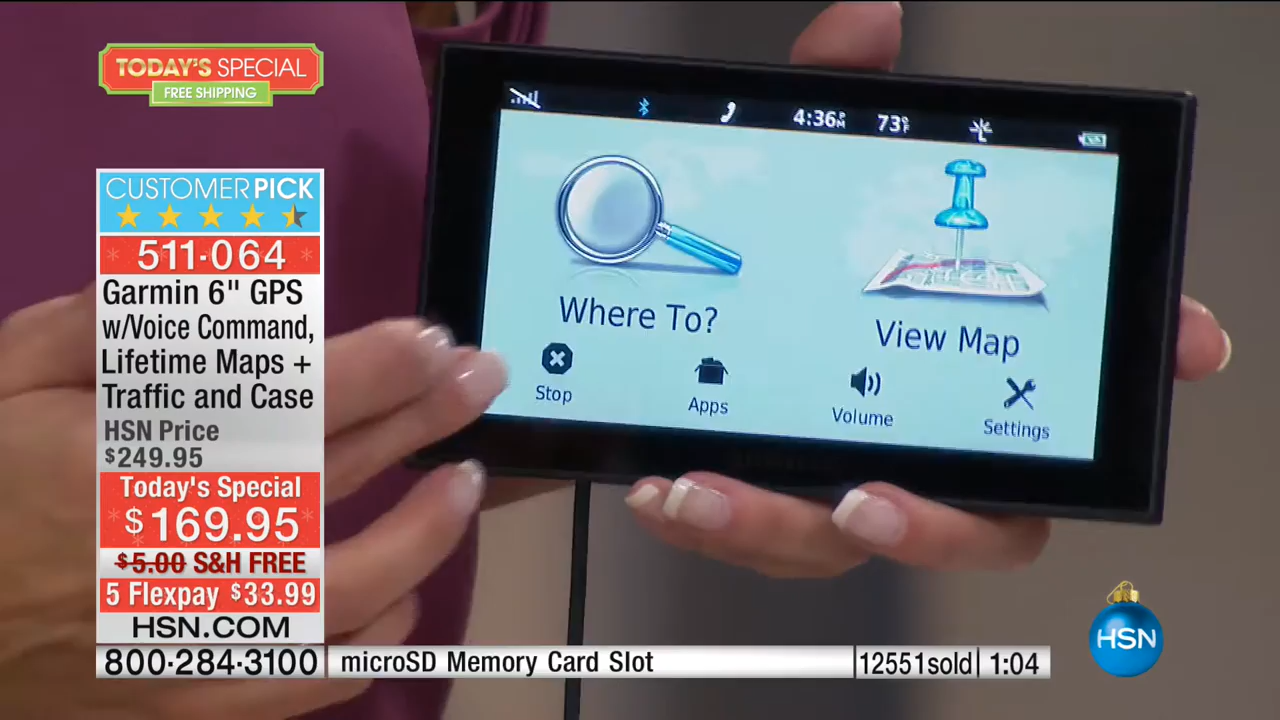 TODAY'S SPECIAL
FREE SHIPPING
CUSTOMER PICK
511-064
Garmin 6" GPS
w/Voice Command,
Lifetime Maps +
Traffic and Case
HSN Price
$249.95
Today's Special
$169.95
$5.00 S&H FREE
5 Flexpay $33.99
HSN.COM
800·284·3100
microSD Memory Card Slot
12551sold
1:04
4:36PM 73°F
Where To?
View Map
Stop
Apps
Volume
Settings
HSN